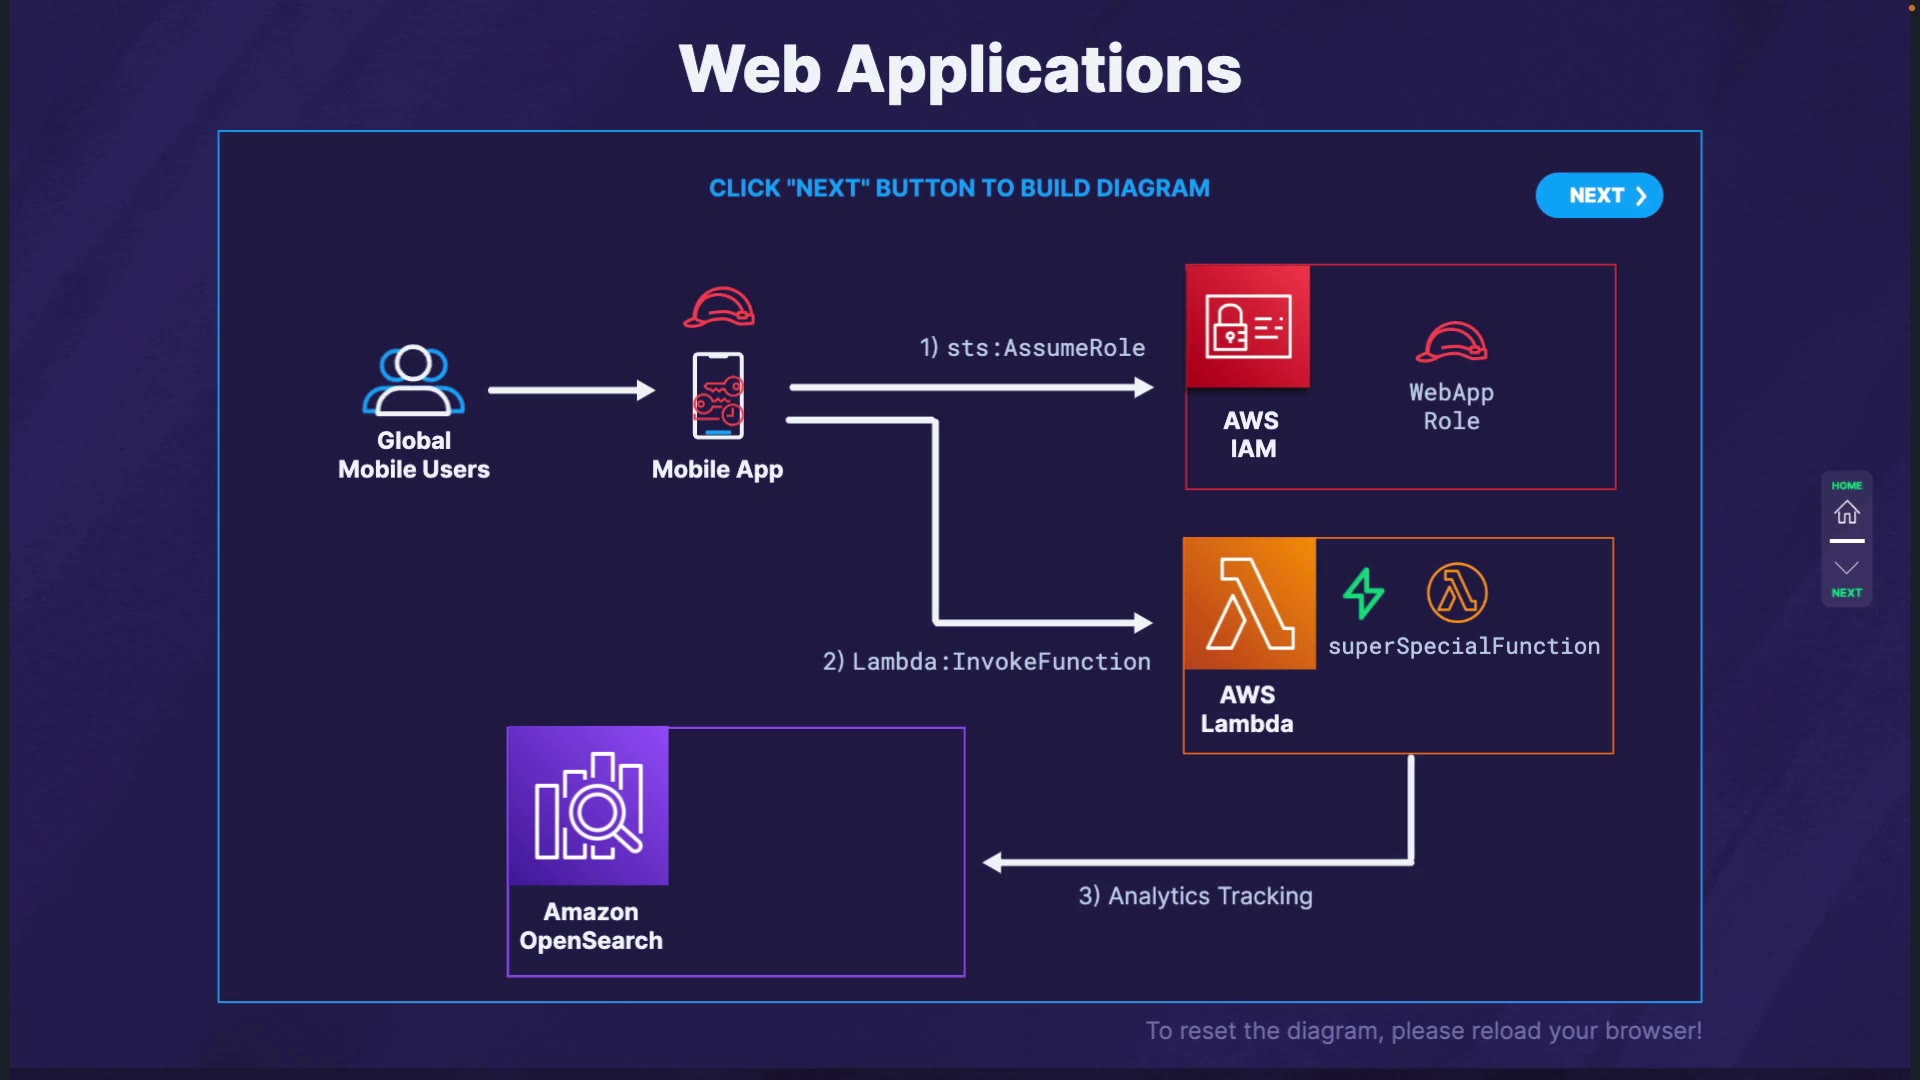 Web Applications
CLICK "NEXT" BUTTON TO BUILD DIAGRAM
NEXT
1) sts:AssumeRole
WebApp
Role
AWS
IAM
Global
Mobile Users
Mobile App
HOME
NEXT
superSpecialFunction
2) Lambda:InvokeFunction
AWS
Lambda
3) Analytics Tracking
Amazon
OpenSearch
To reset the diagram, please reload your browser!